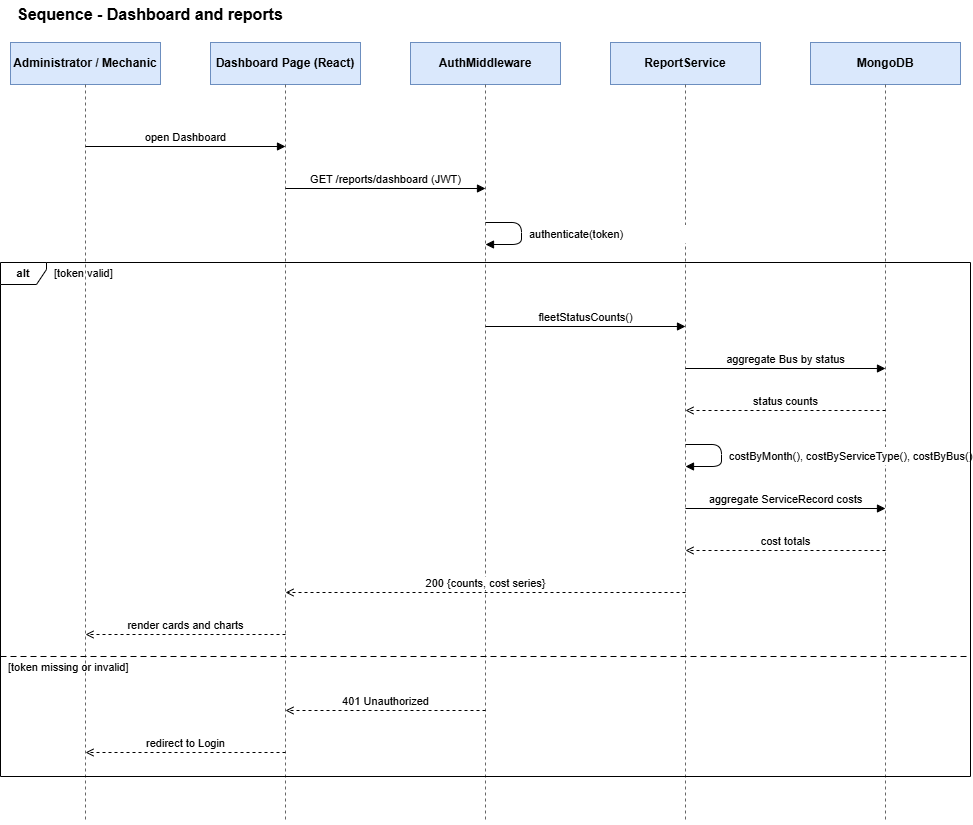 Sequence - Dashboard and reports
Administrator / Mechanic
Dashboard Page (React)
AuthMiddleware
ReportService
MongoDB
open Dashboard
GET /reports/dashboard (JWT)
authenticate(token)
alt
[token valid]
fleetStatusCounts()
aggregate Bus by status
status counts
costByMonth(), costByServiceType(), costByBus()
aggregate ServiceRecord costs
cost totals
200 {counts, cost series}
render cards and charts
[token missing or invalid]
401 Unauthorized
redirect to Login